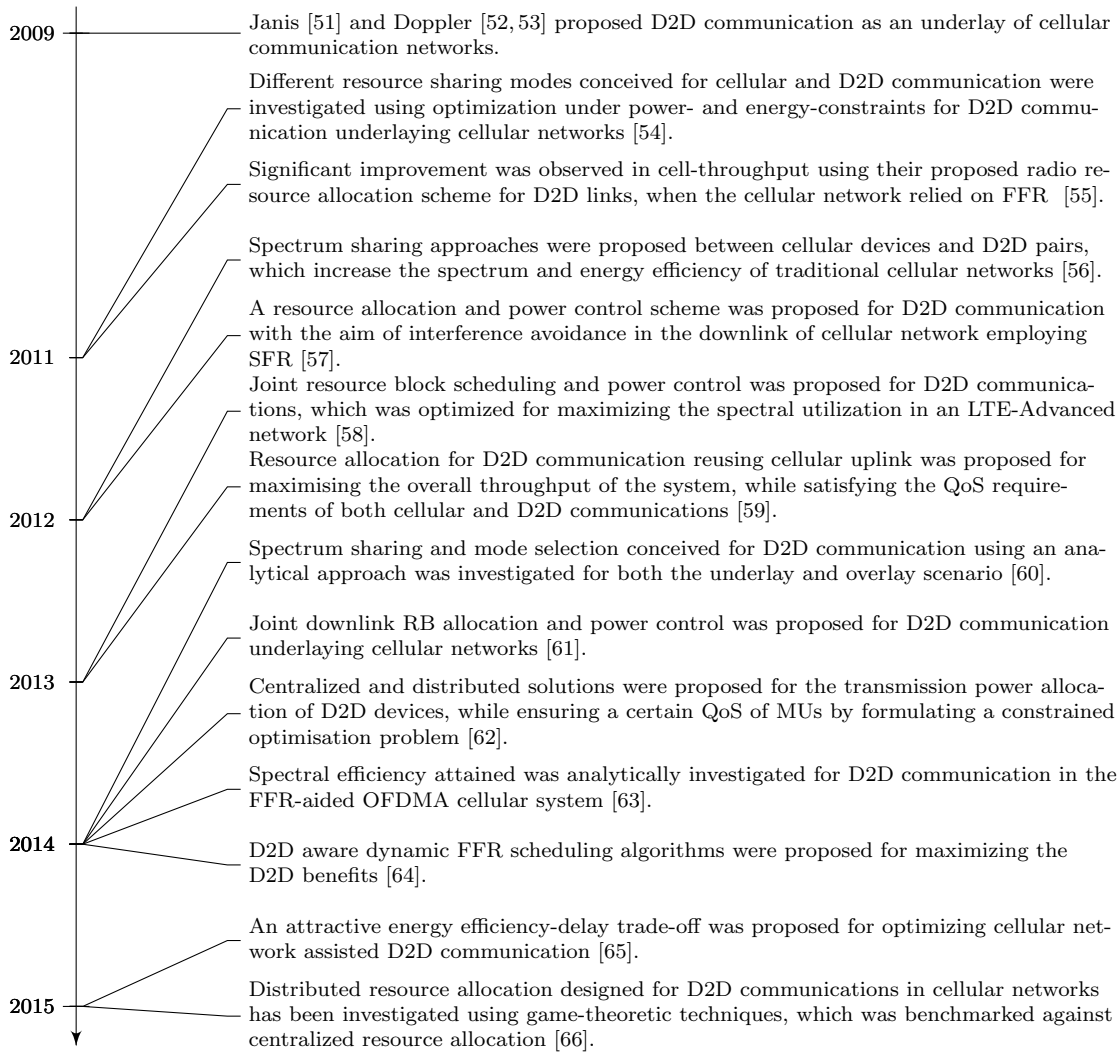 2009
Janis [51] and Doppler [52, 53] proposed D2D communication as an underlay of cellular
communication networks.
Different resource sharing modes conceived for cellular and D2D communication were
investigated using optimization under power- and energy-constraints for D2D commu-
nication underlaying cellular networks [54].
Significant improvement was observed in cell-throughput using their proposed radio re-
source allocation scheme for D2D links, when the cellular network relied on FFR [55].
Spectrum sharing approaches were proposed between cellular devices and D2D pairs,
which increase the spectrum and energy efficiency of traditional cellular networks [56].
A resource allocation and power control scheme was proposed for D2D communication
with the aim of interference avoidance in the downlink of cellular network employing
SFR [57].
2011
Joint resource block scheduling and power control was proposed for D2D communica-
tions, which was optimized for maximizing the spectral utilization in an LTE-Advanced
network [58].
Resource allocation for D2D communication reusing cellular uplink was proposed for
maximising the overall throughput of the system, while satisfying the QoS require-
ments of both cellular and D2D communications [59].
2012
Spectrum sharing and mode selection conceived for D2D communication using an ana-
lytical approach was investigated for both the underlay and overlay scenario [60].
Joint downlink RB allocation and power control was proposed for D2D communication
underlaying cellular networks [61].
2013
Centralized and distributed solutions were proposed for the transmission power alloca-
tion of D2D devices, while ensuring a certain QoS of MUs by formulating a constrained
optimisation problem [62].
Spectral efficiency attained was analytically investigated for D2D communication in the
FFR-aided OFDMA cellular system [63].
2014
D2D aware dynamic FFR scheduling algorithms were proposed for maximizing the
D2D benefits [64].
An attractive energy efficiency-delay trade-off was proposed for optimizing cellular net-
work assisted D2D communication [65].
2015
Distributed resource allocation designed for D2D communications in cellular networks
has been investigated using game-theoretic techniques, which was benchmarked against
centralized resource allocation [66].